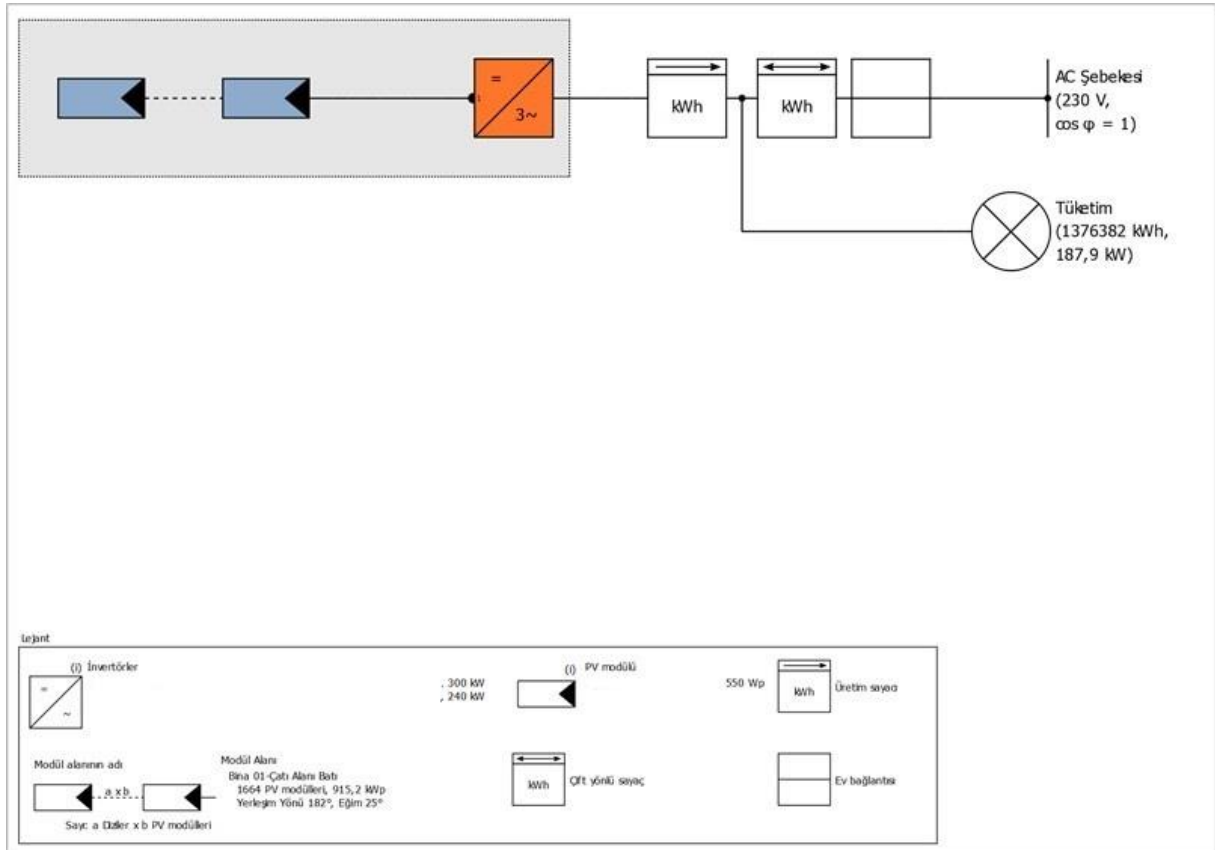 =
3~
kWh
kWh
AC Şebekesi
(230 V,
cos φ = 1)
Tüketim
(1376382 kWh,
187,9 kW)
Lejant
(i) İnvertörler
=
~
, 300 kW
, 240 kW
(i) PV modülü
550 Wp
kWh
Üretim sayacı
Modül alanının adı
a x b
Sayı: a Diziler x b PV modülleri
Modül Alanı
Bina 01-Çatı Alanı Batı
1664 PV modülleri, 915,2 kWp
Yerleşim Yönü 182°, Eğim 25°
kWh
Çift yönlü sayaç
Ev bağlantısı